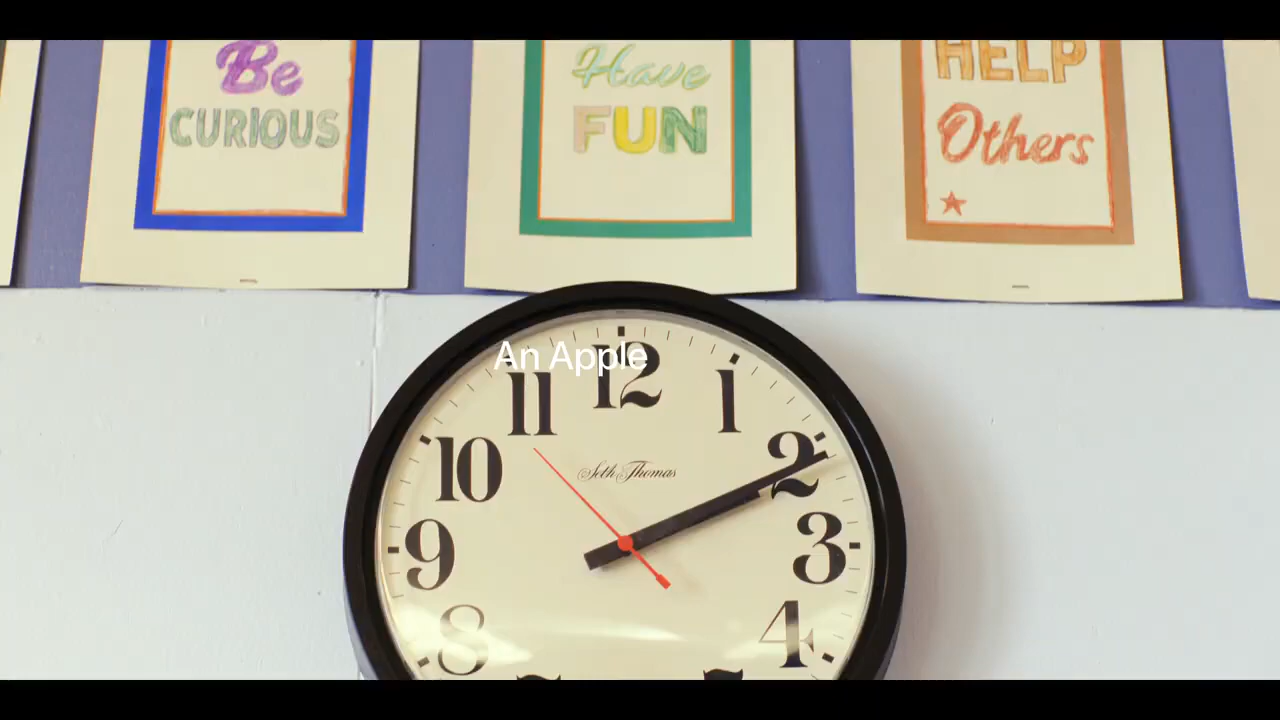 Be
CURIOUS
Have
FUN
HELP
Others
An Apple
12
11
1
10
2
Seth Thomas
9
3
8
4